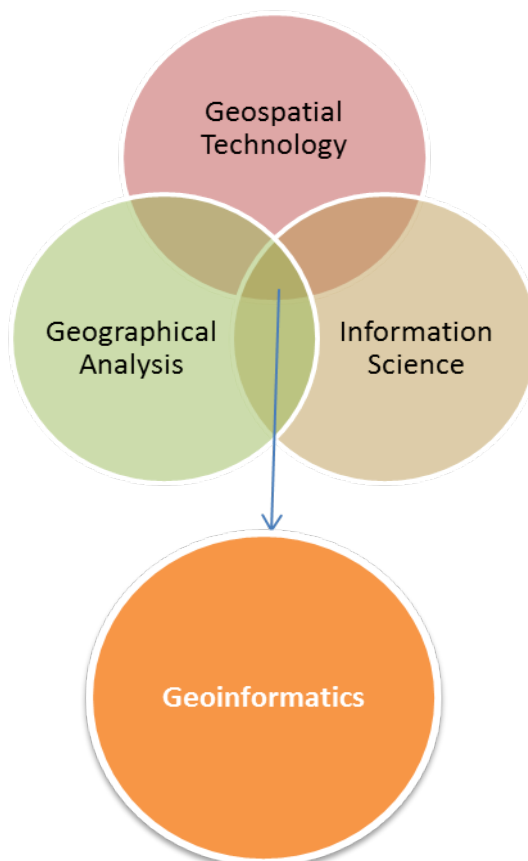 Geospatial
Technology
Geographical
Analysis
Information
Science
Geoinformatics